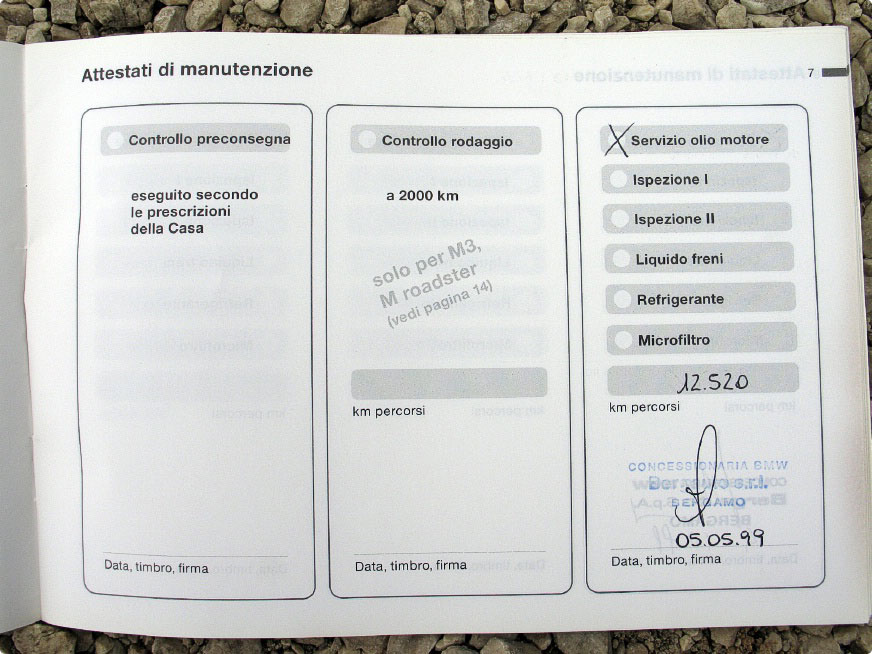 Attestati di manutenzione
7
Controllo preconsegna
eseguito secondo
le prescrizioni
della Casa
Data, timbro, firma
Controllo rodaggio
a 2000 km
solo per M3,
M roadster
(vedi pagina 14)
km percorsi
Data, timbro, firma
X Servizio olio motore
Ispezione I
Ispezione II
Liquido freni
Refrigerante
Microfiltro
12.520
km percorsi
CONCESSIONARIA BMW
s.r.l.
BERGAMO
05.05.99
Data, timbro, firma